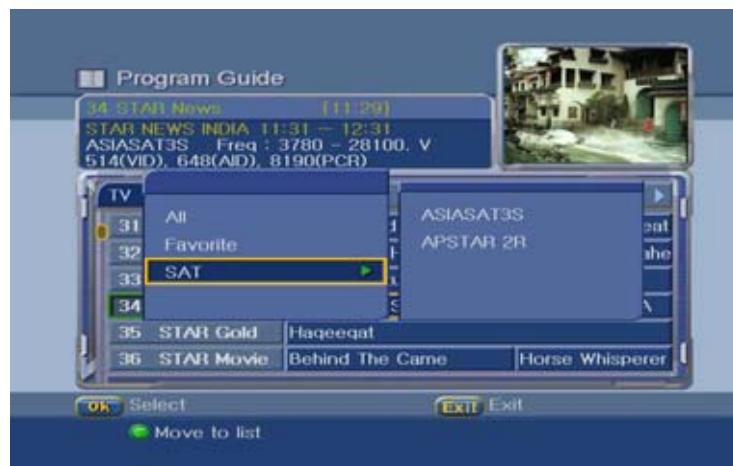 Program Guide
34 STAR News (11:29)
STAR NEWS INDIA 11:31 - 12:31
ASIASAT3S Freq : 3780 - 28100. V
514(VID), 648(AID), 8190(PCR)
TV
All
Favorite
SAT
ASIASAT3S
APSTAR 2R
31
32
33
34
35 STAR Gold Haqeeqat
36 STAR Movie Behind The Came Horse Whisperer
OK Select EXIT Exit
Move to list